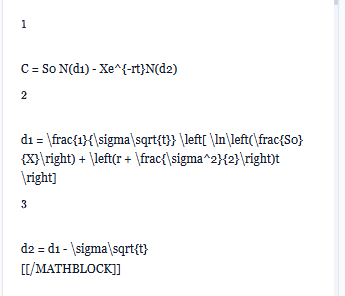 1
C = So N(d1) - Xe^{-rt}N(d2)
2
d1 = \frac{1}{\sigma\sqrt{t}} \left[ \ln\left(\frac{So}
{X}\right) + \left(r + \frac{\sigma^2}{2}\right)t
\right]
3
d2 = d1 - \sigma\sqrt{t}
[[/MATHBLOCK]]